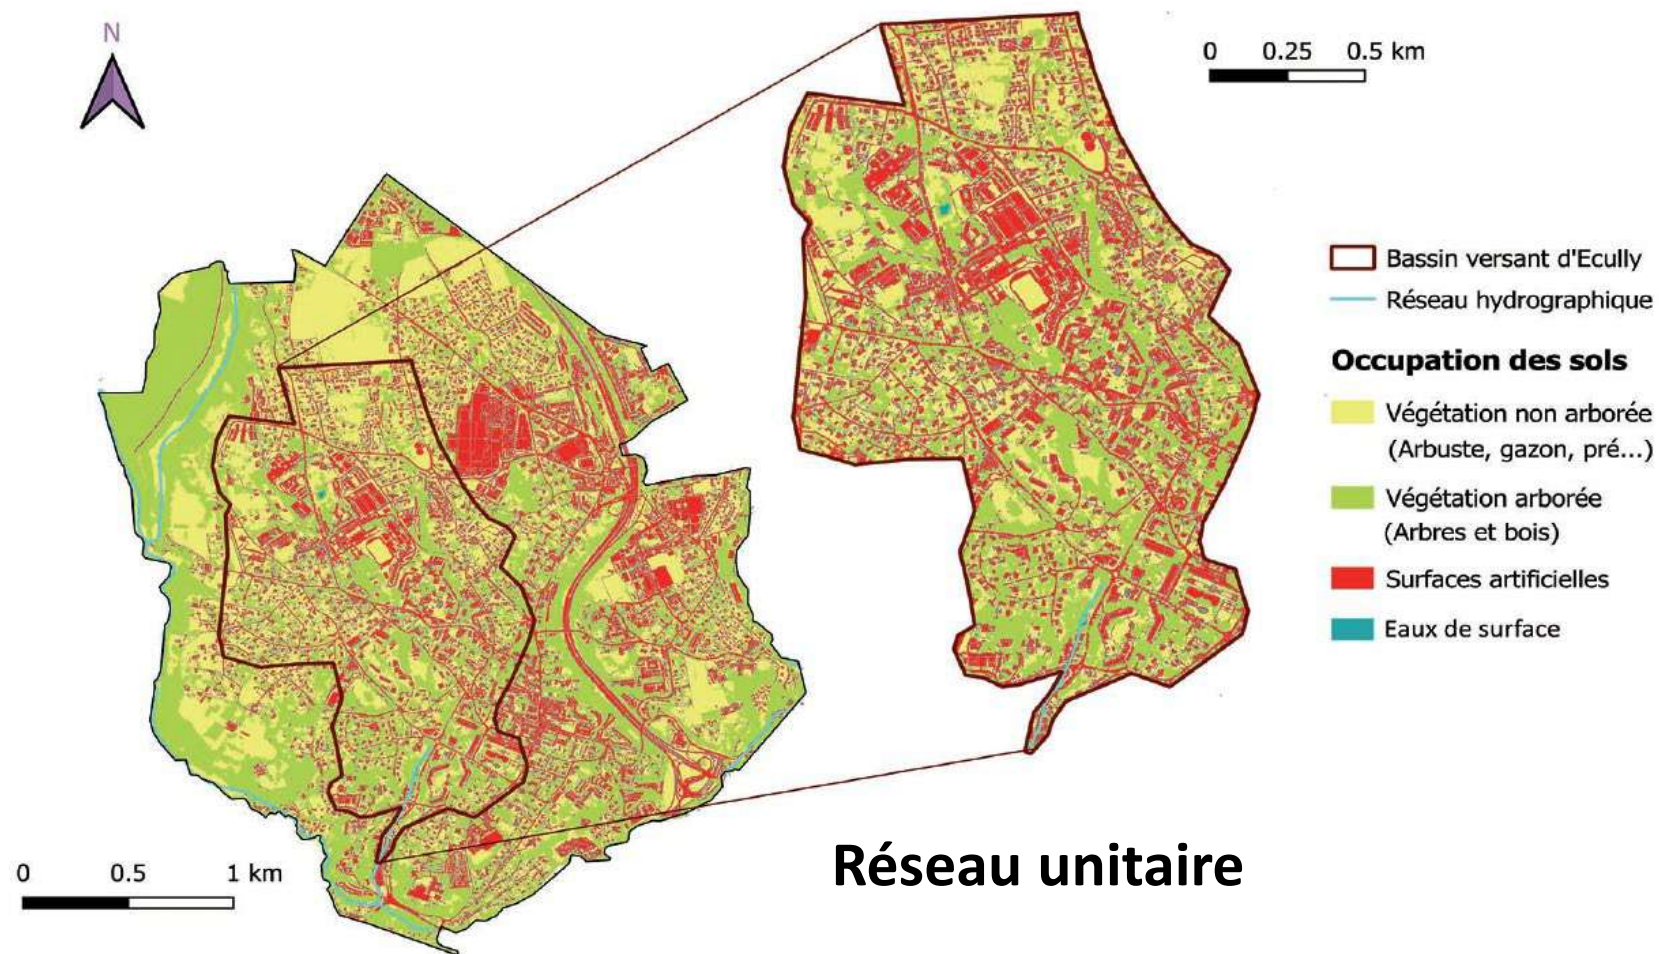 N
0 0.25 0.5 km
Bassin versant d'Ecully
Réseau hydrographique
Occupation des sols
Végétation non arborée
(Arbuste, gazon, pré...)
Végétation arborée
(Arbres et bois)
Surfaces artificielles
Eaux de surface
Réseau unitaire
0 0.5 1 km